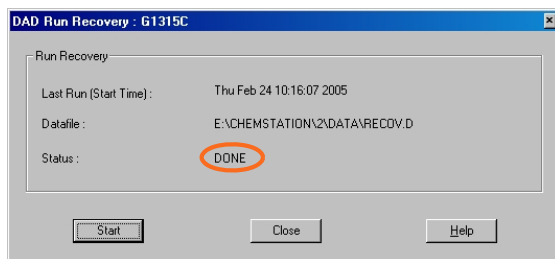 DAD Run Recovery : G1315C
Run Recovery
Last Run (Start Time) : Thu Feb 24 10:16:07 2005
Datafile : E:\CHEMSTATION\2\DATA\RECOV.D
Status : DONE
Start Close Help